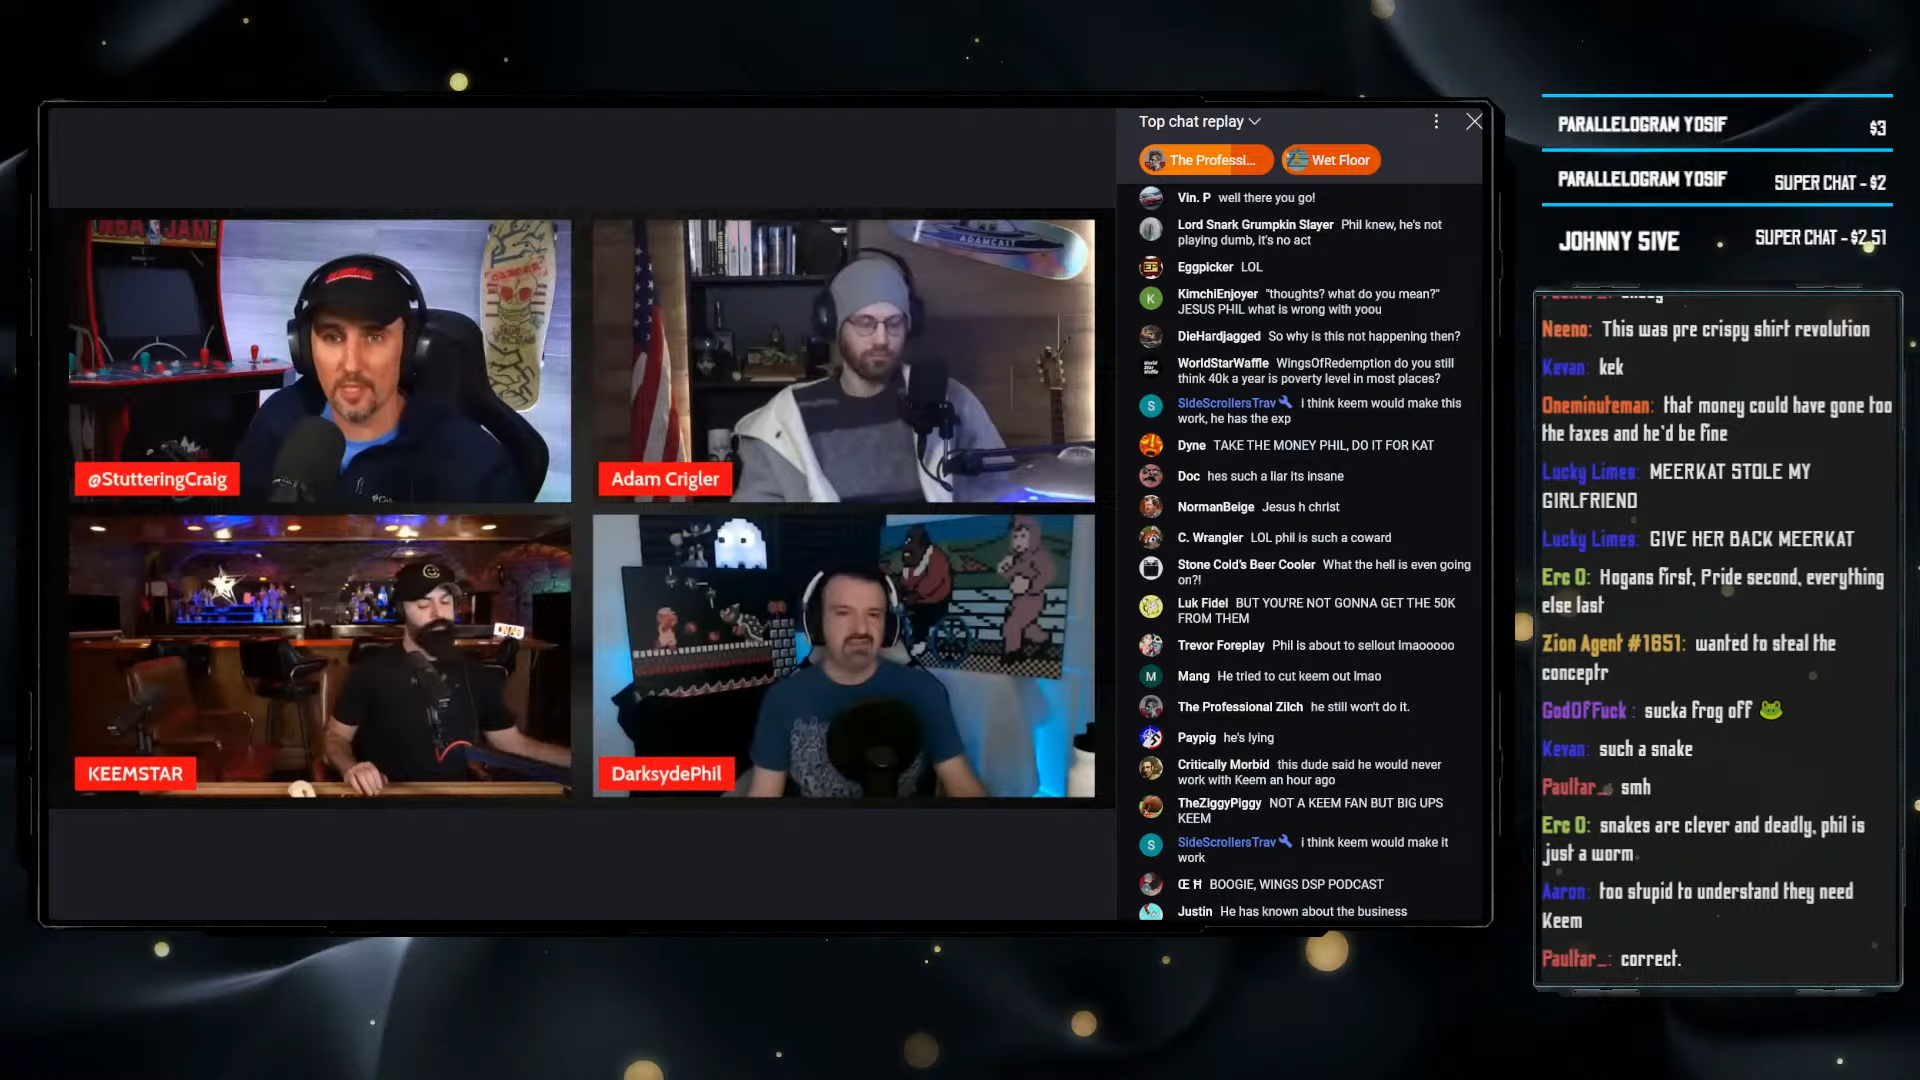 NBA JAM
@StutteringCraig
ADAMCAST
Adam Crigler
KEEMSTAR
DarksydePhil
Top chat replay
The Professi...
Wet Floor
Vin. P well there you go!
Lord Snark Grumpkin Slayer Phil knew, he's not
playing dumb, it's no act
Eggpicker LOL
K
KimchiEnjoyer "thoughts? what do you mean?"
JESUS PHIL what is wrong with yoou
DieHardjagged So why is this not happening then?
WorldStarWaffle WingsOfRedemption do you still
think 40k a year is poverty level in most places?
S
SideScrollersTrav i think keem would make this
work, he has the exp
Dyne TAKE THE MONEY PHIL, DO IT FOR KAT
Doc hes such a liar its insane
NormanBeige Jesus h christ
C. Wrangler LOL phil is such a coward
Stone Cold's Beer Cooler What the hell is even going
on?!
Luk Fidel BUT YOU'RE NOT GONNA GET THE 50K
FROM THEM
Trevor Foreplay Phil is about to sellout lmaooooo
M
Mang He tried to cut keem out lmao
The Professional Zilch he still won't do it.
Paypig he's lying
Critically Morbid this dude said he would never
work with Keem an hour ago
TheZiggyPiggy NOT A KEEM FAN BUT BIG UPS
KEEM
S
SideScrollersTrav i think keem would make it
work
Œ Ħ BOOGIE, WINGS DSP PODCAST
Justin He has known about the business
PARALLELOGRAM YOSIF $3
PARALLELOGRAM YOSIF SUPER CHAT - $2
JOHNNY 5IVE SUPER CHAT - $2.51
Neeno: This was pre crispy shirt revolution
Kevan: kek
Oneminuteman: that money could have gone too
the taxes and he'd be fine
Lucky Limes: MEERKAT STOLE MY
GIRLFRIEND
Lucky Limes: GIVE HER BACK MEERKAT
Erc O: Hogans first, Pride second, everything
else last
Zion Agent #1651: wanted to steal the
conceptr
GodOfFuck : sucka frog off 🐸
Kevan: such a snake
Paultar_: smh
Erc O: snakes are clever and deadly, phil is
just a worm
Aaron: too stupid to understand they need
Keem
Paultar_: correct.